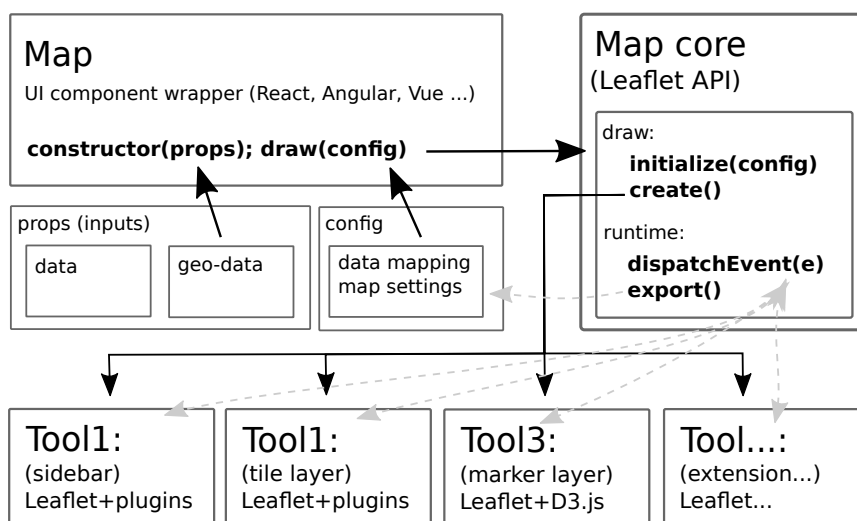 Map
UI component wrapper (React, Angular, Vue ...)
constructor(props); draw(config)
Map core
(Leaflet API)
draw:
initialize(config)
create()
runtime:
dispatchEvent(e)
export()
props (inputs)
data
geo-data
config
data mapping
map settings
Tool1:
(sidebar)
Leaflet+plugins
Tool1:
(tile layer)
Leaflet+plugins
Tool3:
(marker layer)
Leaflet+D3.js
Tool...:
(extension...)
Leaflet...